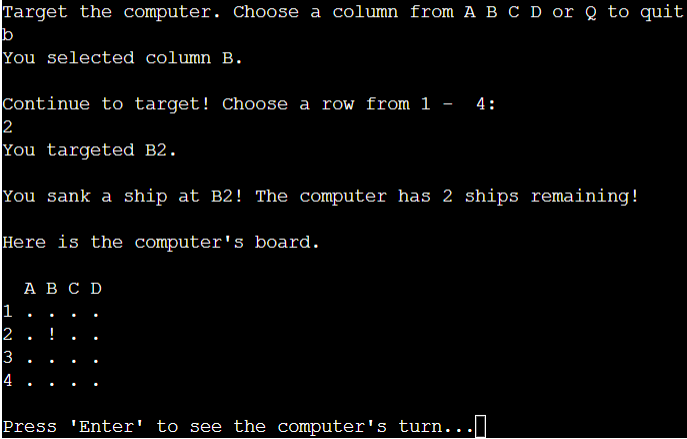 Target the computer. Choose a column from A B C D or Q to quit
b
You selected column B.
Continue to target! Choose a row from 1 -  4:
2
You targeted B2.
You sank a ship at B2! The computer has 2 ships remaining!
Here is the computer's board.
  A B C D
1 . . . .
2 . ! . .
3 . . . .
4 . . . .
Press 'Enter' to see the computer's turn...